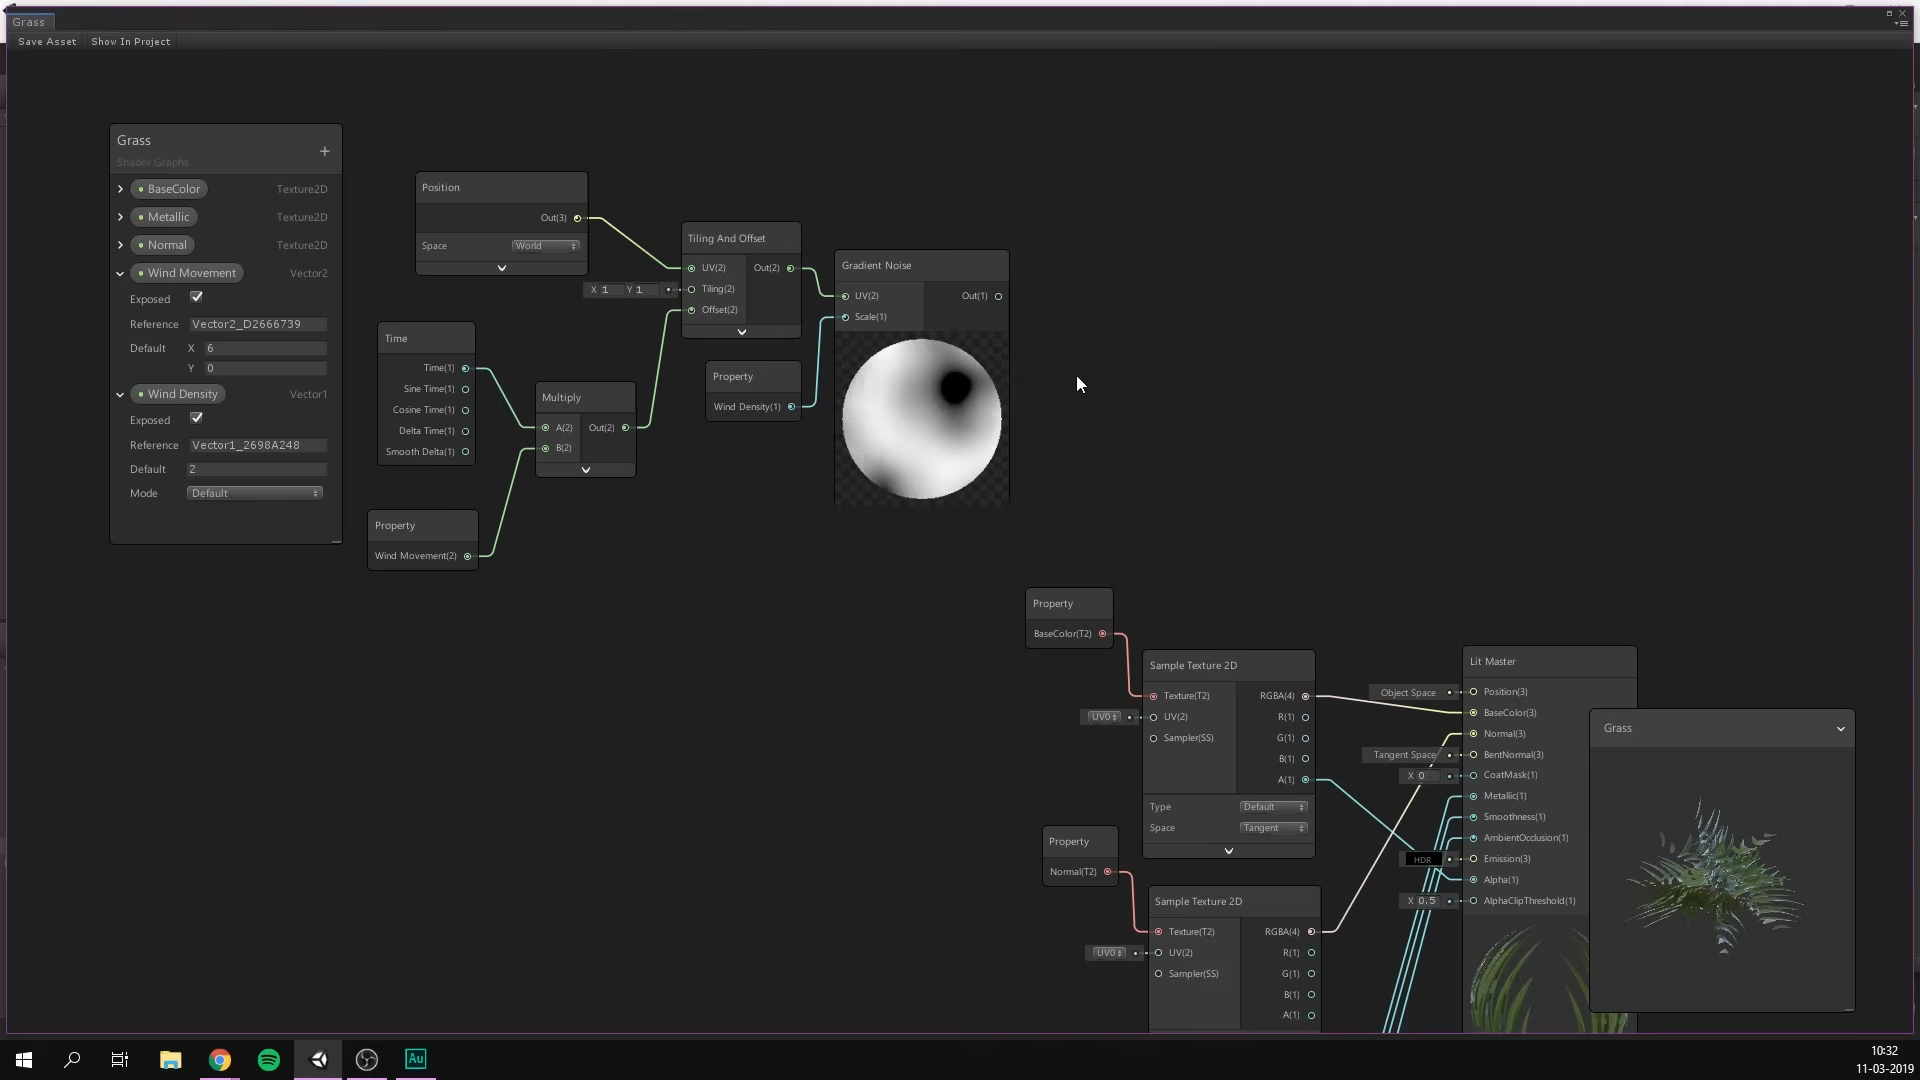 Grass
Save Asset Show In Project
Grass
Shader Graphs
BaseColor Texture2D
Metallic Texture2D
Normal Texture2D
Wind Movement Vector2
Exposed
Reference Vector2_D2666739
Default X 6
Y 0
Wind Density Vector1
Exposed
Reference Vector1_2698A248
Default 2
Mode Default
Position
Out(3)
Space World
Time
Time(1)
Sine Time(1)
Cosine Time(1)
Delta Time(1)
Smooth Delta(1)
Property
Wind Movement(2)
Multiply
A(2) Out(2)
B(2)
Tiling And Offset
UV(2) Out(2)
X 1 Y 1 Tiling(2)
Offset(2)
Property
Wind Density(1)
Gradient Noise
UV(2) Out(1)
Scale(1)
Property
BaseColor(T2)
Sample Texture 2D
Texture(T2) RGBA(4)
UV0 UV(2) R(1)
Sampler(SS) G(1)
B(1)
A(1)
Type Default
Space Tangent
Property
Normal(T2)
Sample Texture 2D
Texture(T2) RGBA(4)
UV0 UV(2) R(1)
Sampler(SS) G(1)
B(1)
A(1)
Lit Master
Object Space Position(3)
BaseColor(3)
Normal(3)
Tangent Space BentNormal(3)
X 0 CoatMask(1)
Metallic(1)
Smoothness(1)
AmbientOcclusion(1)
HDR Emission(3)
Alpha(1)
X 0.5 AlphaClipThreshold(1)
Grass
Au
10:32
11-03-2019